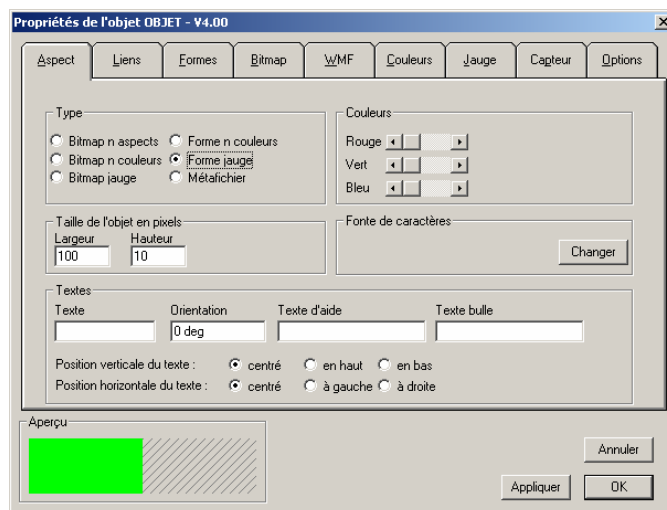 Propriétés de l'objet OBJET - V4.00
Aspect Liens Formes Bitmap WMF Couleurs Jauge Capteur Options
Type
Bitmap n aspects Forme n couleurs
Bitmap n couleurs Forme jauge
Bitmap jauge Métafichier
Couleurs
Rouge
Vert
Bleu
Taille de l'objet en pixels
Largeur Hauteur
100 10
Fonte de caractères
Changer
Textes
Texte Orientation Texte d'aide Texte bulle
0 deg
Position verticale du texte : centré en haut en bas
Position horizontale du texte : centré à gauche à droite
Aperçu
Annuler
Appliquer OK